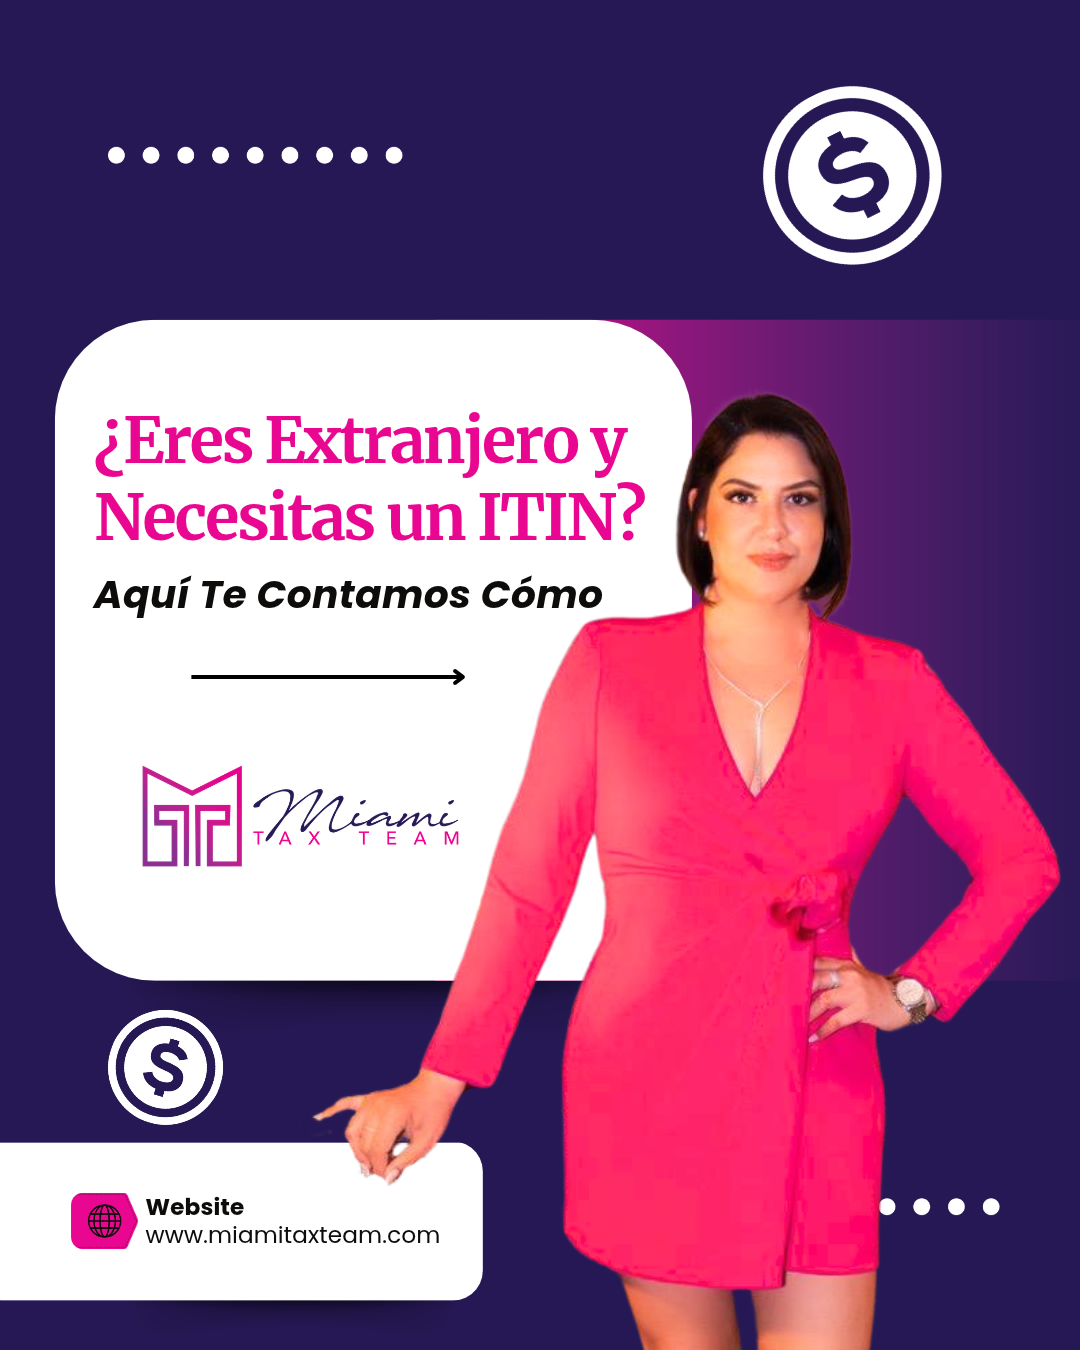 ¿Eres Extranjero y
Necesitas un ITIN?
Aquí Te Contamos Cómo
Miami
TAX TEAM
Website
www.miamitaxteam.com